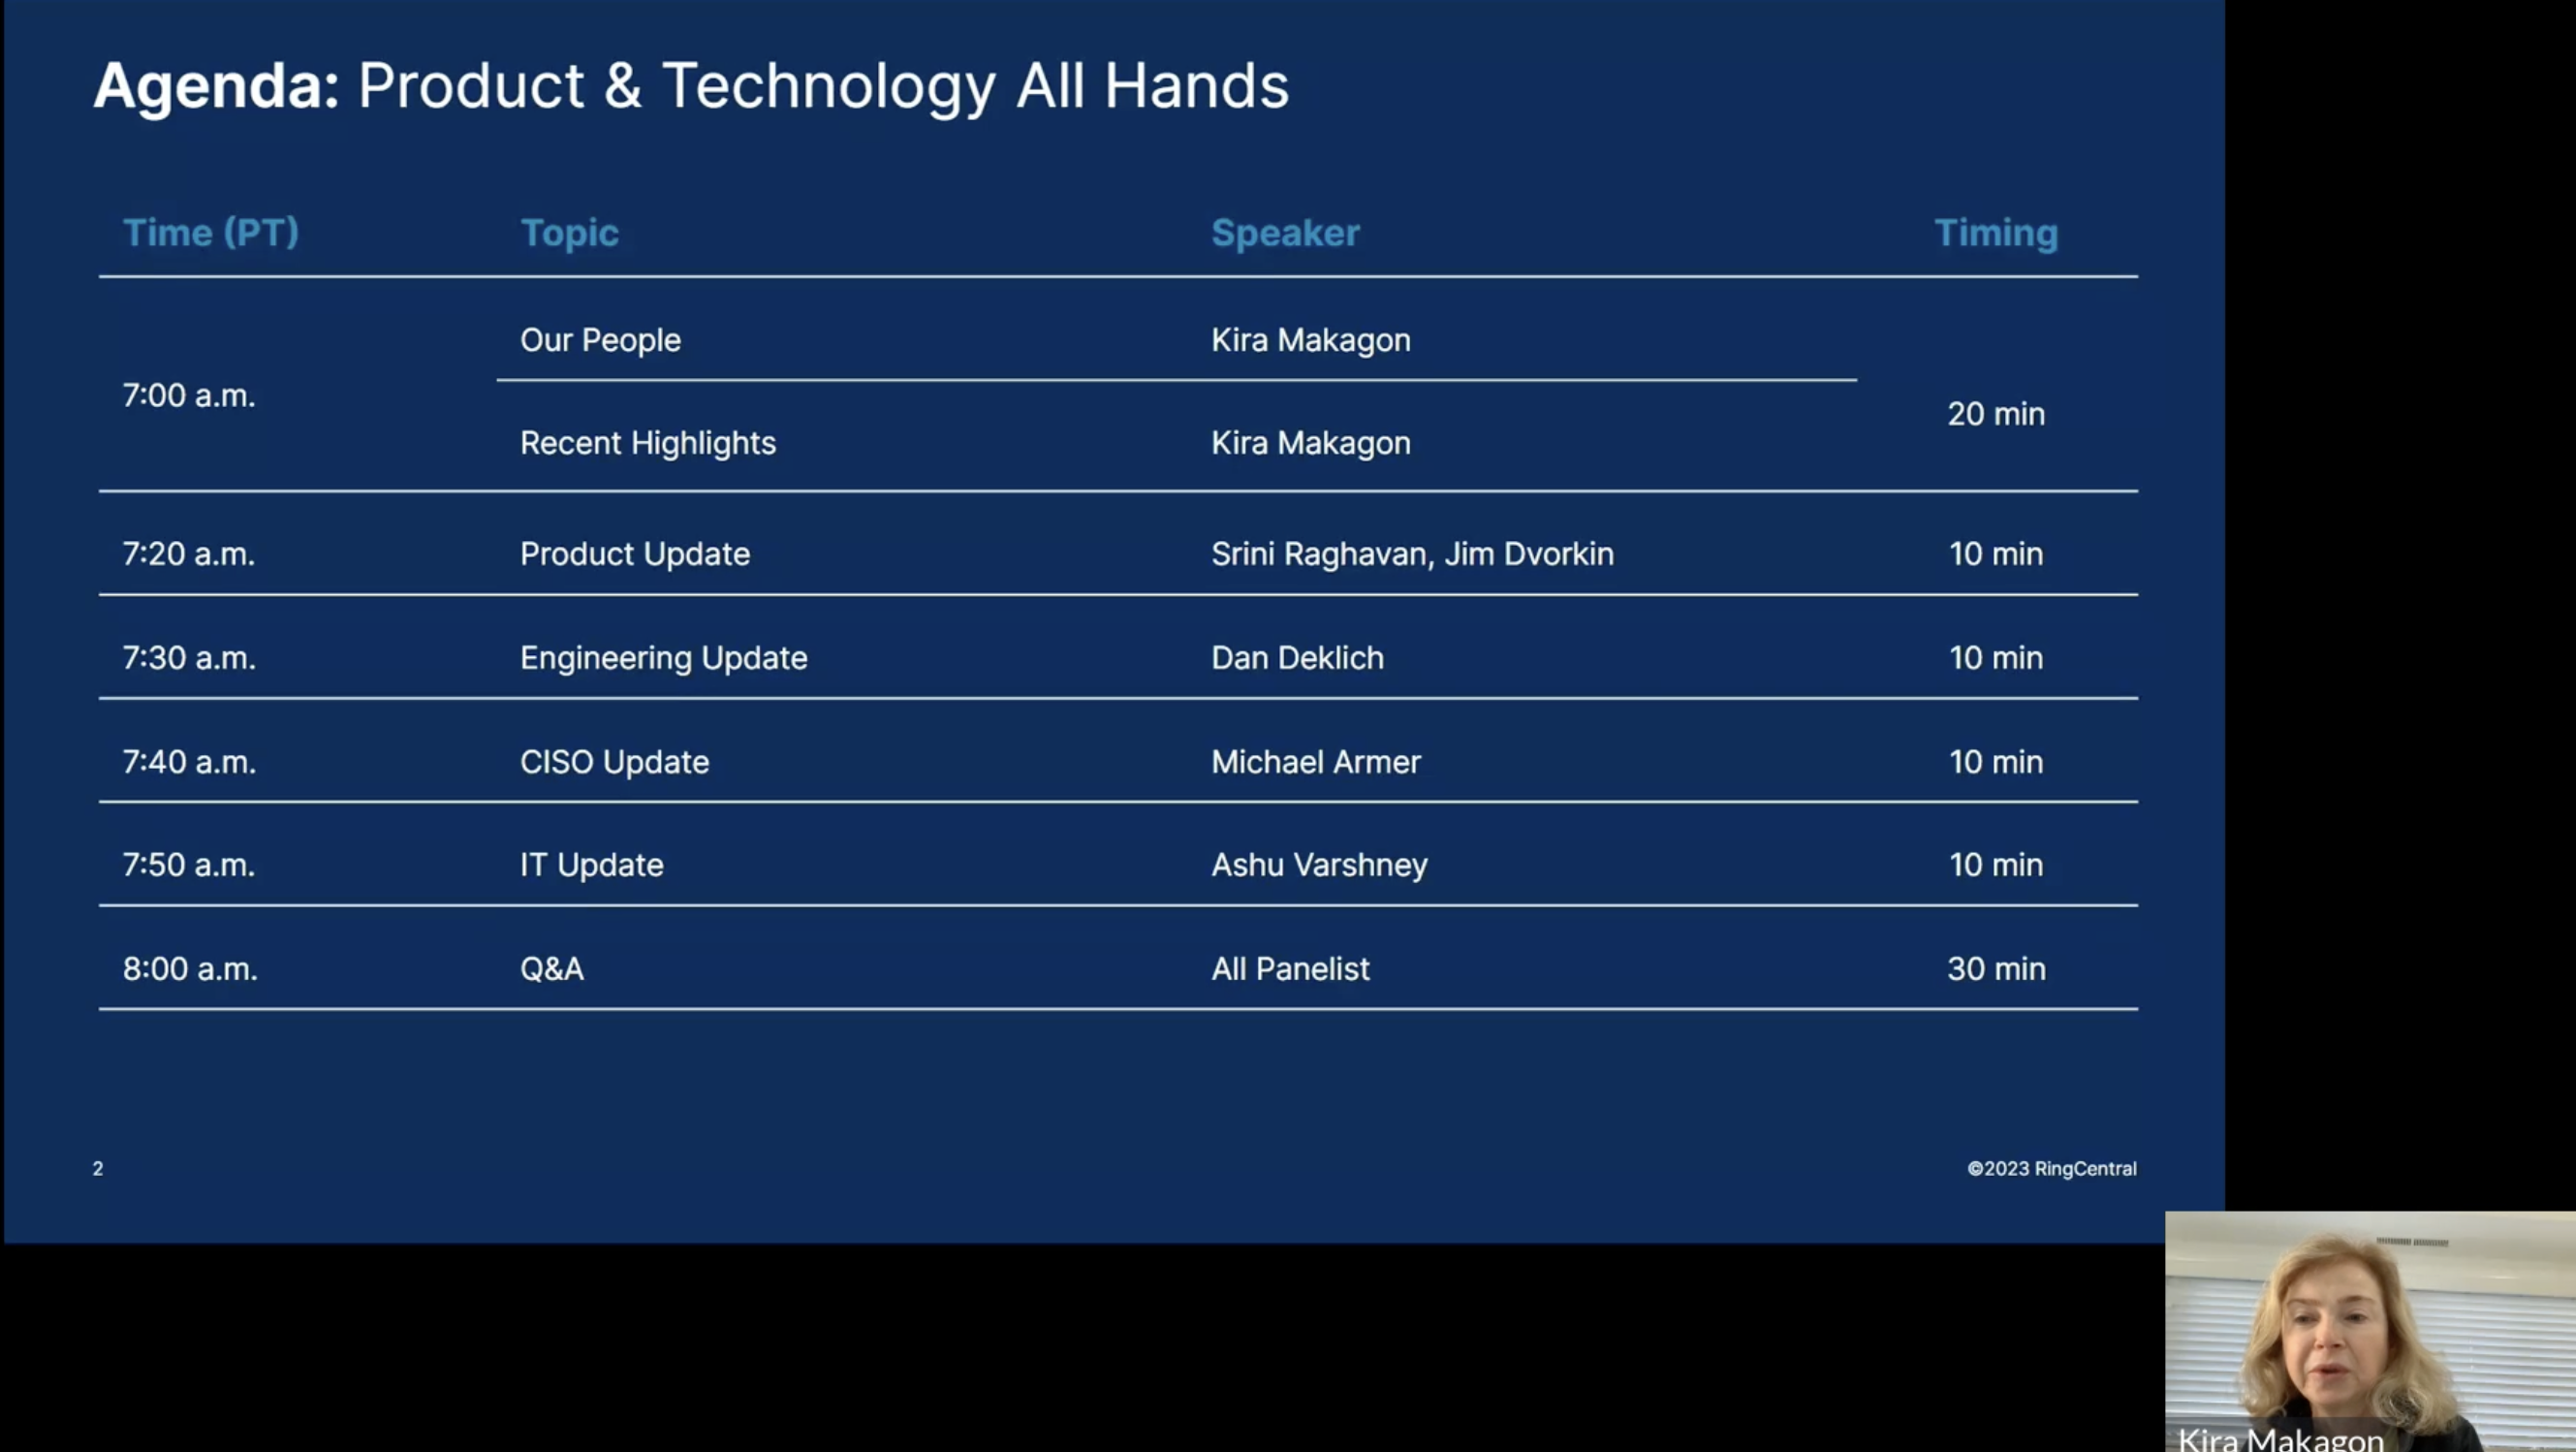 Agenda: Product & Technology All Hands
Time (PT) Topic Speaker Timing
Our People Kira Makagon
7:00 a.m. 20 min
Recent Highlights Kira Makagon
7:20 a.m. Product Update Srini Raghavan, Jim Dvorkin 10 min
7:30 a.m. Engineering Update Dan Deklich 10 min
7:40 a.m. CISO Update Michael Armer 10 min
7:50 a.m. IT Update Ashu Varshney 10 min
8:00 a.m. Q&A All Panelist 30 min
2 ©2023 RingCentral
Kira Makagon